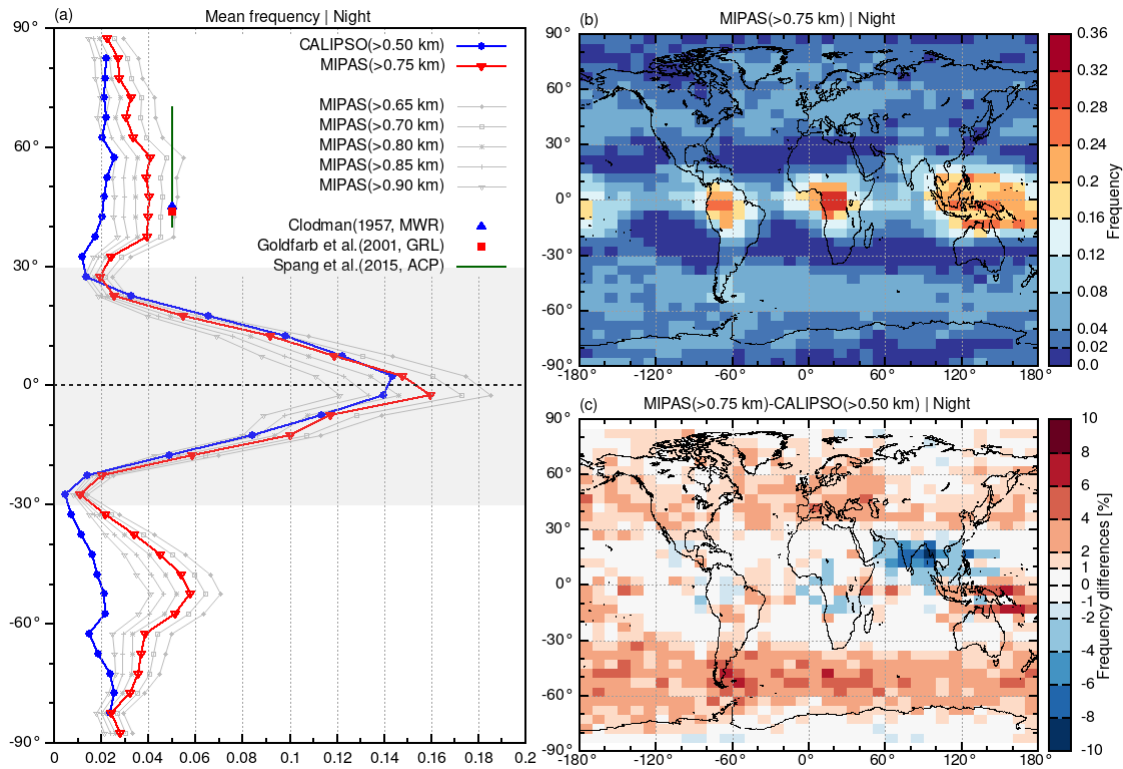 (a) Mean frequency | Night
90°
60°
30°
0°
-30°
-60°
-90°
CALIPSO(>0.50 km)
MIPAS(>0.75 km)
MIPAS(>0.65 km)
MIPAS(>0.70 km)
MIPAS(>0.80 km)
MIPAS(>0.85 km)
MIPAS(>0.90 km)
Clodman(1957, MWR)
Goldfarb et al.(2001, GRL)
Spang et al.(2015, ACP)
0 0.02 0.04 0.06 0.08 0.1 0.12 0.14 0.16 0.18 0.2
(b) MIPAS(>0.75 km) | Night
90°
60°
30°
0°
-30°
-60°
-90°
-180° -120° -60° 0° 60° 120° 180°
0.36
0.32
0.28
0.24
0.20
0.16
0.12
0.08
0.04
0.02
0.0
Frequency
(c) MIPAS(>0.75 km)-CALIPSO(>0.50 km) | Night
90°
60°
30°
0°
-30°
-60°
-90°
-180° -120° -60° 0° 60° 120° 180°
10
8
6
4
2
1
0
-1
-2
-4
-6
-8
-10
Frequency differences [%]